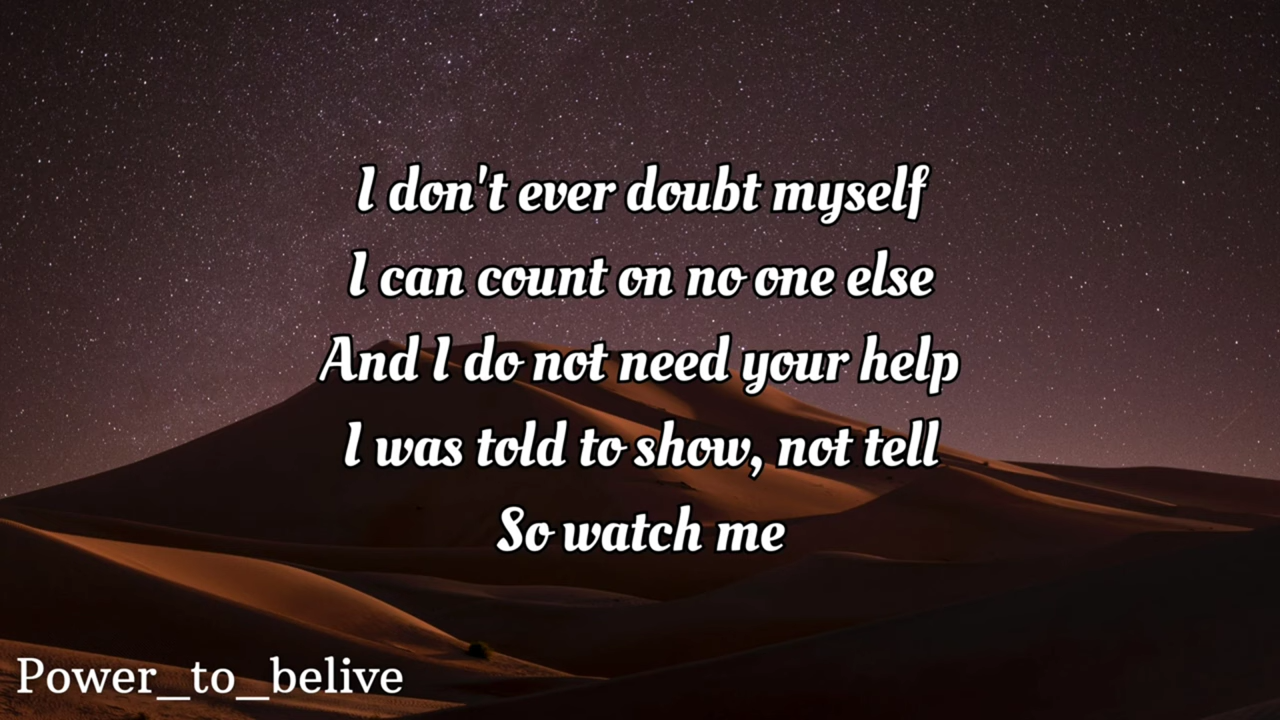 I don't ever doubt myself
I can count on no one else
And I do not need your help
I was told to show, not tell
So watch me
Power_to_belive